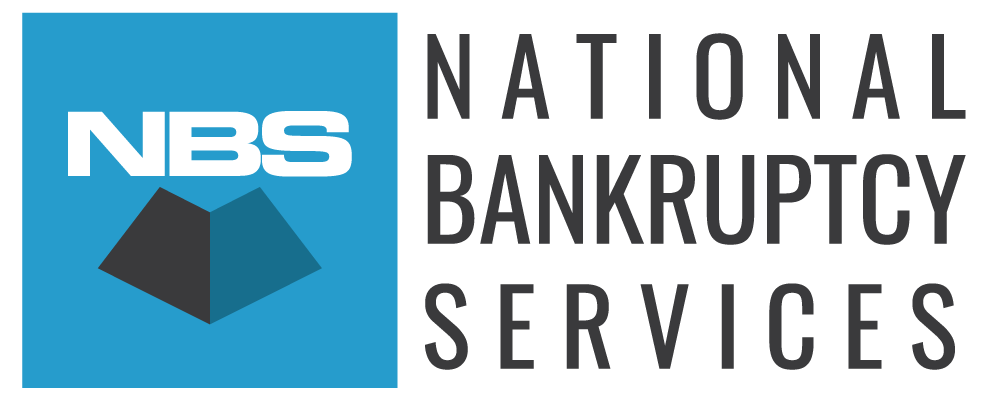 NBS
NATIONAL
BANKRUPTCY
SERVICES